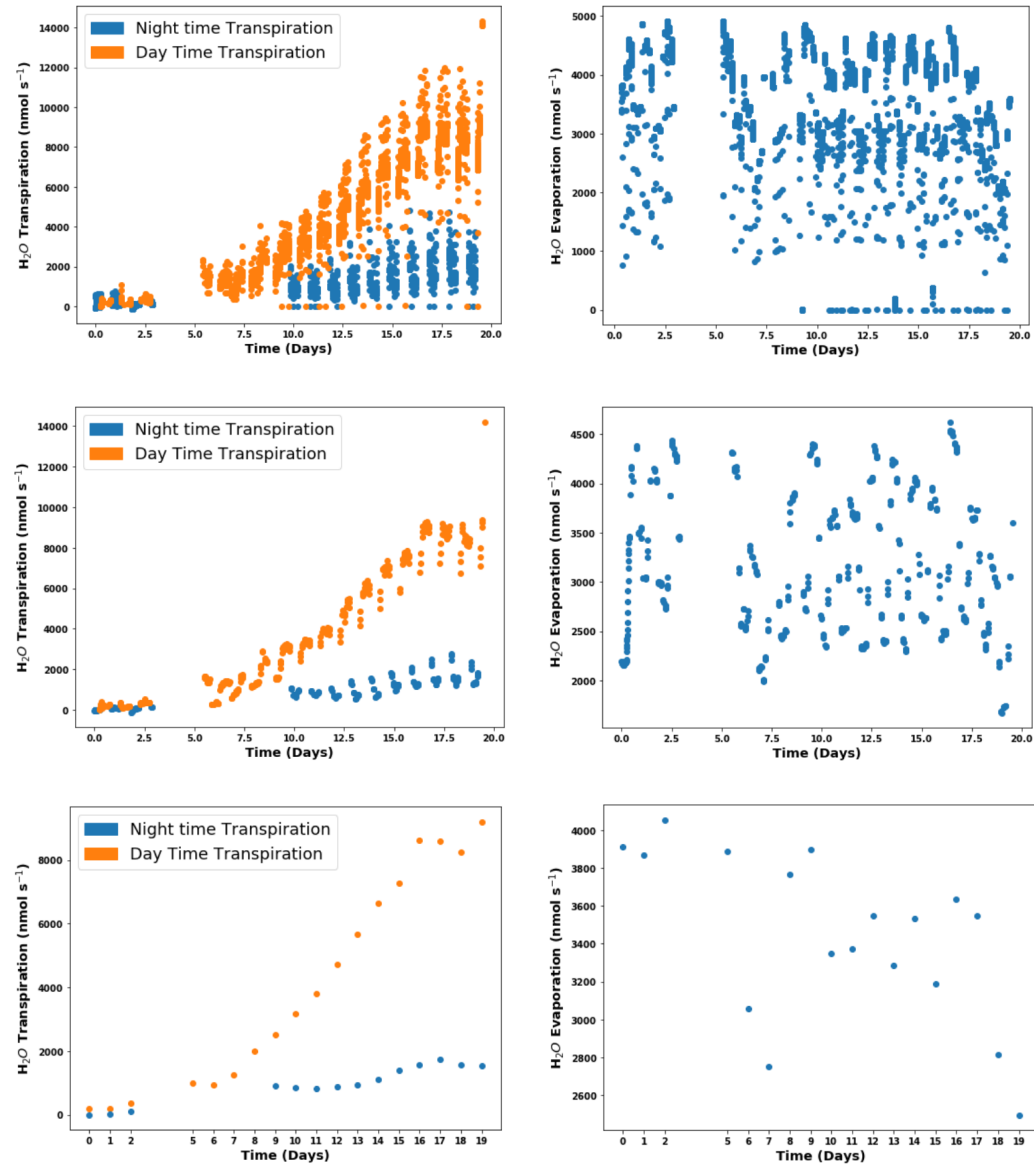 H₂O Transpiration (nmol s⁻¹)
14000
12000
10000
8000
6000
4000
2000
0
Night time Transpiration
Day Time Transpiration
0.0 2.5 5.0 7.5 10.0 12.5 15.0 17.5 20.0
Time (Days)
H₂O Evaporation (nmol s⁻¹)
5000
4000
3000
2000
1000
0
0.0 2.5 5.0 7.5 10.0 12.5 15.0 17.5 20.0
Time (Days)
H₂O Transpiration (nmol s⁻¹)
14000
12000
10000
8000
6000
4000
2000
0
Night time Transpiration
Day Time Transpiration
0.0 2.5 5.0 7.5 10.0 12.5 15.0 17.5 20.0
Time (Days)
H₂O Evaporation (nmol s⁻¹)
4500
4000
3500
3000
2500
2000
0.0 2.5 5.0 7.5 10.0 12.5 15.0 17.5 20.0
Time (Days)
H₂O Transpiration (nmol s⁻¹)
8000
6000
4000
2000
0
Night time Transpiration
Day Time Transpiration
0 1 2 5 6 7 8 9 10 11 12 13 14 15 16 17 18 19
Time (Days)
H₂O Evaporation (nmol s⁻¹)
4000
3800
3600
3400
3200
3000
2800
2600
0 1 2 5 6 7 8 9 10 11 12 13 14 15 16 17 18 19
Time (Days)